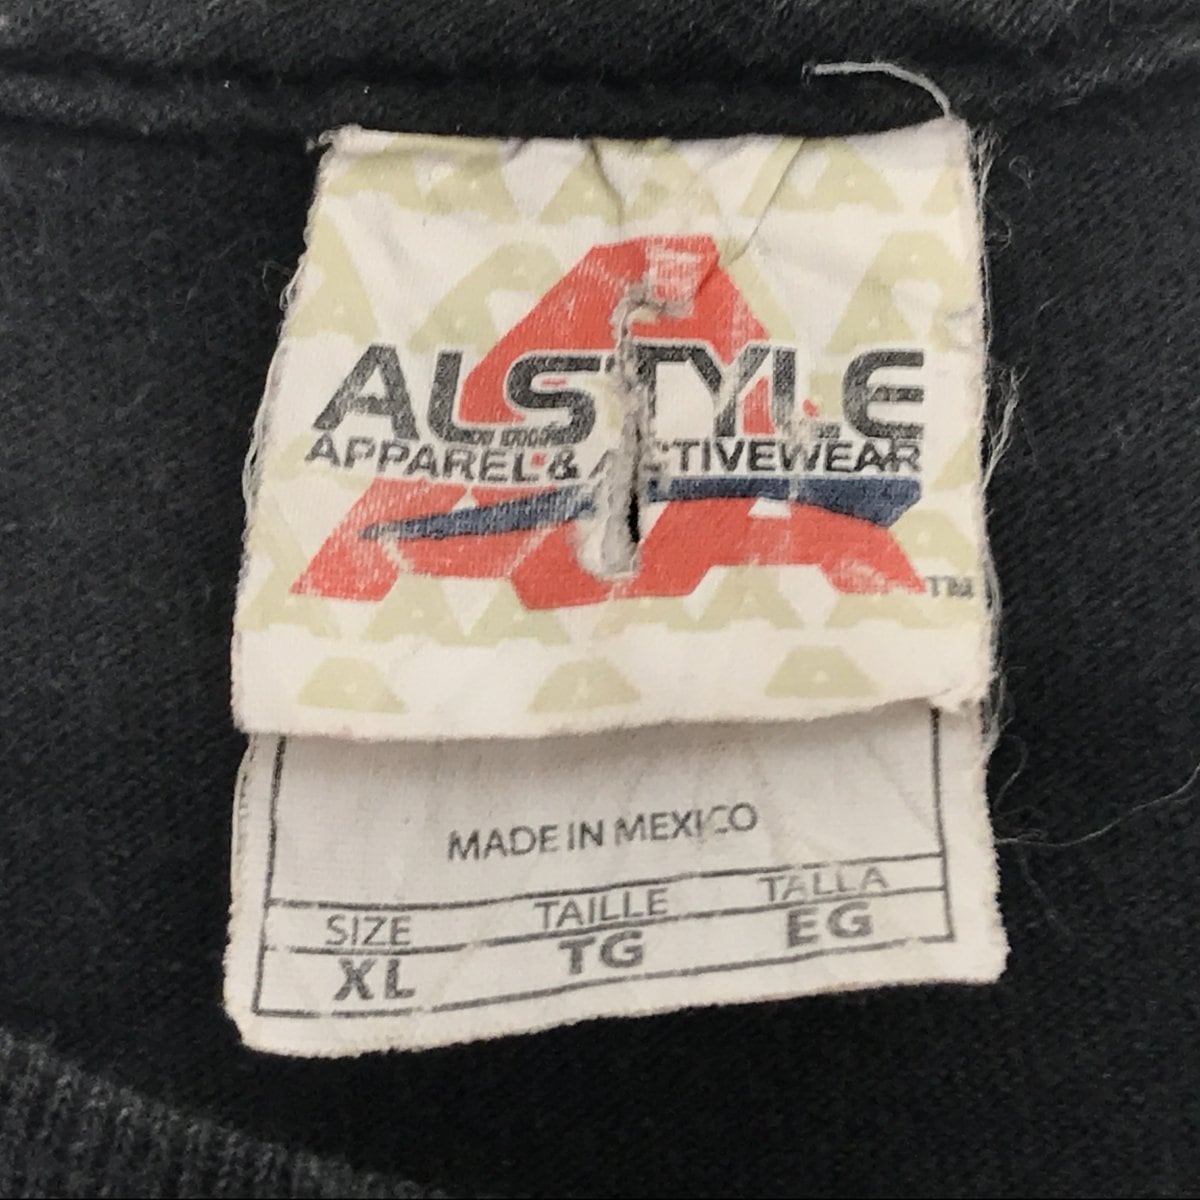 ALSTYLE
APPAREL & ACTIVEWEAR
TM
MADE IN MEXICO
SIZE TAILLE TALLA
XL TG EG